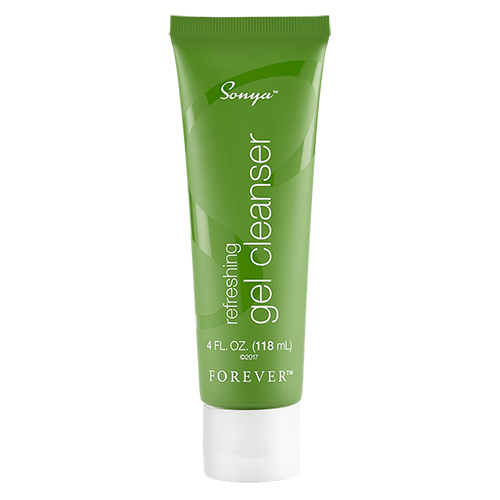 Sonya™
refreshing
gel cleanser
4 FL. OZ. (118 mL)
©2017
FOREVER™